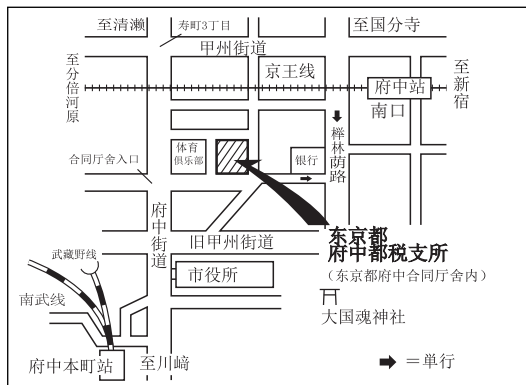 至清瀬
寿町3丁目
至国分寺
甲州街道
至分倍河原
京王线
府中站
至新宿
南口
榉林荫路
体育
俱乐部
银行
合同厅舍入口
府中街道
旧甲州街道
东京都
府中都税支所
(东京都府中合同厅舍内)
武藏野线
市役所
南武线
大国魂神社
府中本町站
至川﨑
=単行